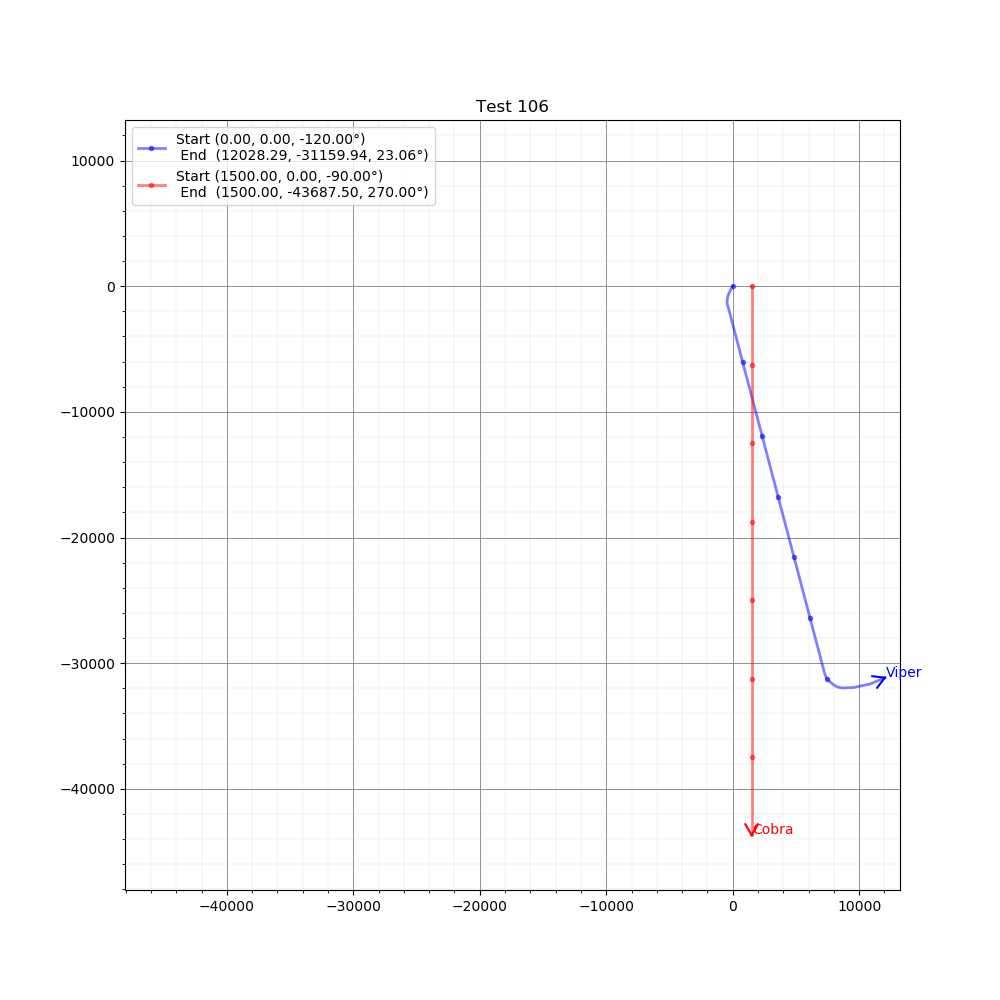 Test 106
Start (0.00, 0.00, -120.00°)
End (12028.29, -31159.94, 23.06°)
Start (1500.00, 0.00, -90.00°)
End (1500.00, -43687.50, 270.00°)
10000
0
−10000
−20000
−30000
−40000
Viper
Cobra
−40000
−30000
−20000
−10000
0
10000